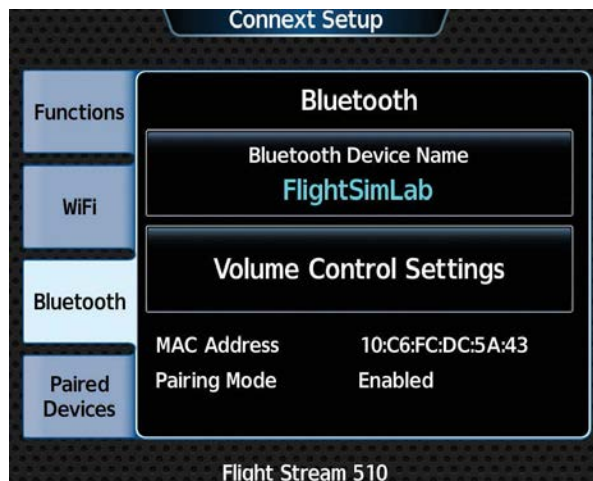 Connext Setup
Functions
WiFi
Bluetooth
Paired
Devices
Bluetooth
Bluetooth Device Name
FlightSimLab
Volume Control Settings
MAC Address 10:C6:FC:DC:5A:43
Pairing Mode Enabled
Flight Stream 510